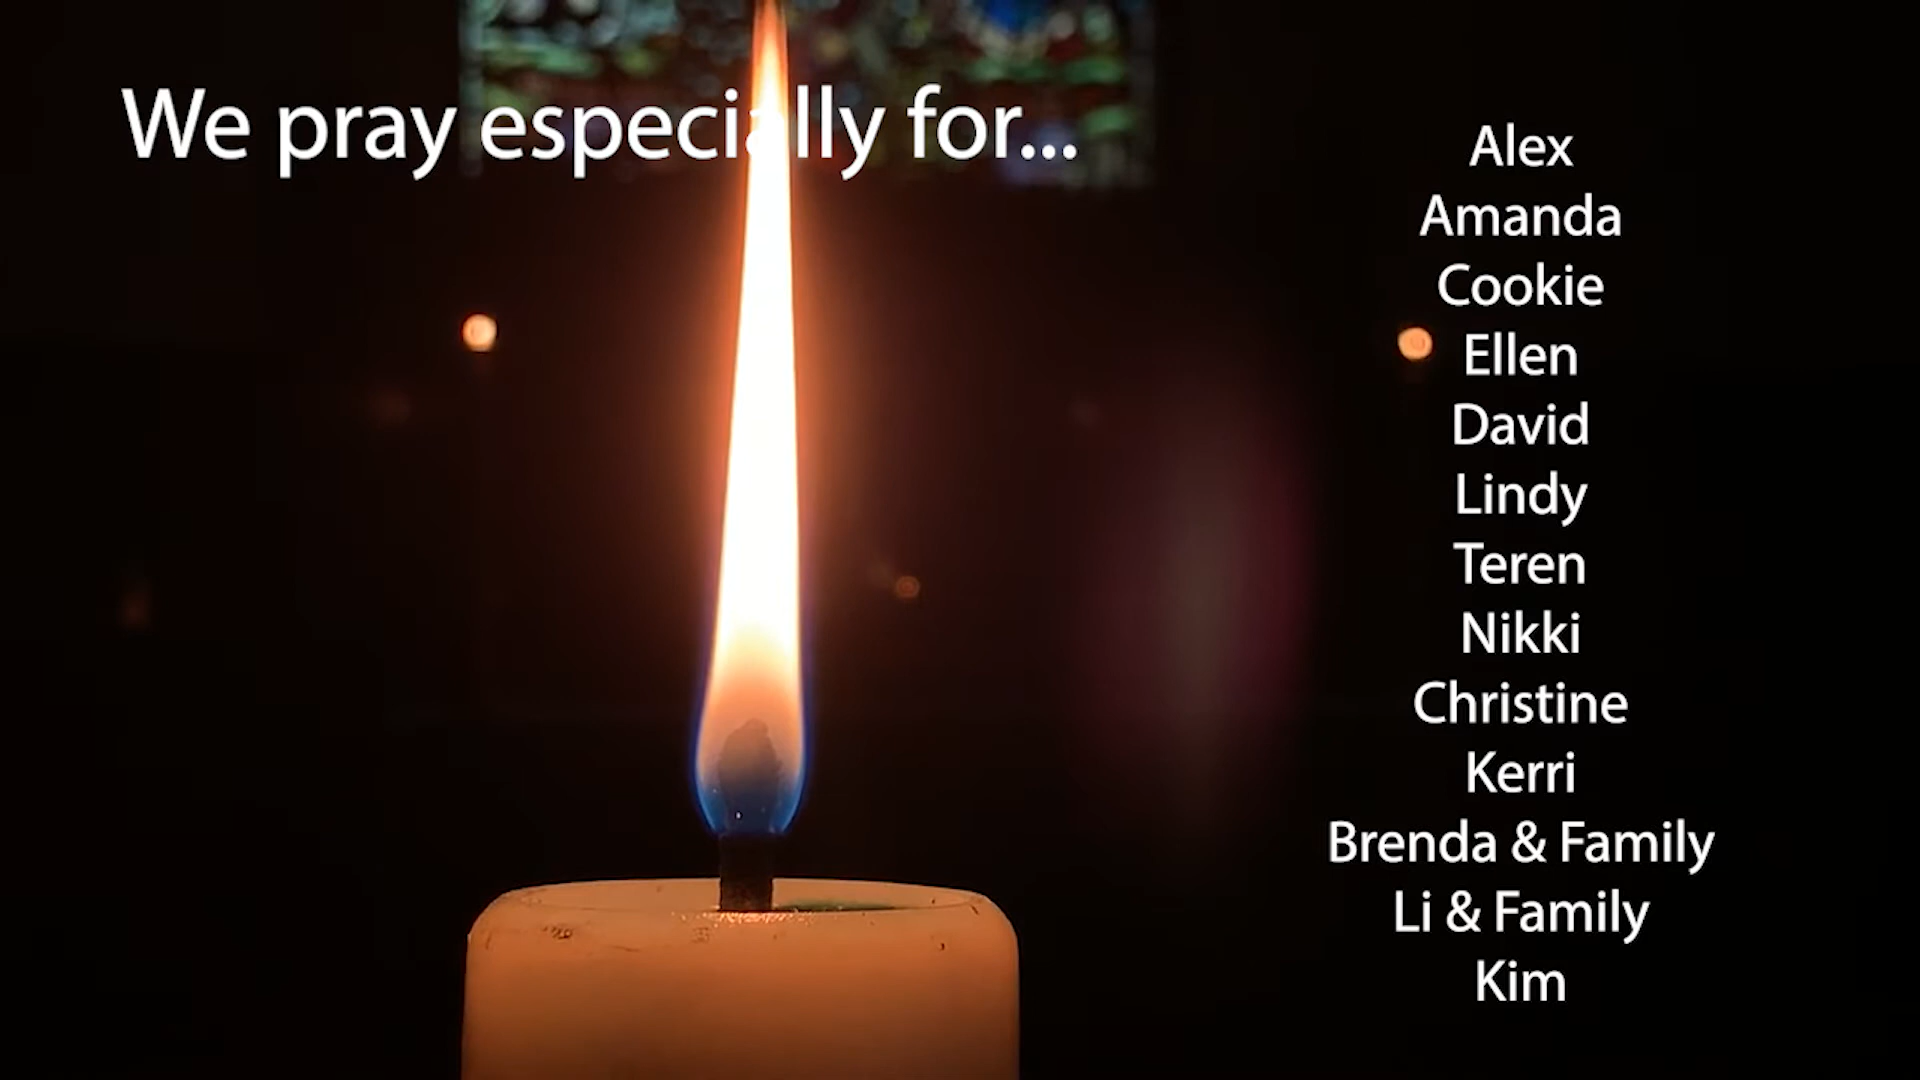 We pray especially for...
Alex
Amanda
Cookie
Ellen
David
Lindy
Teren
Nikki
Christine
Kerri
Brenda & Family
Li & Family
Kim